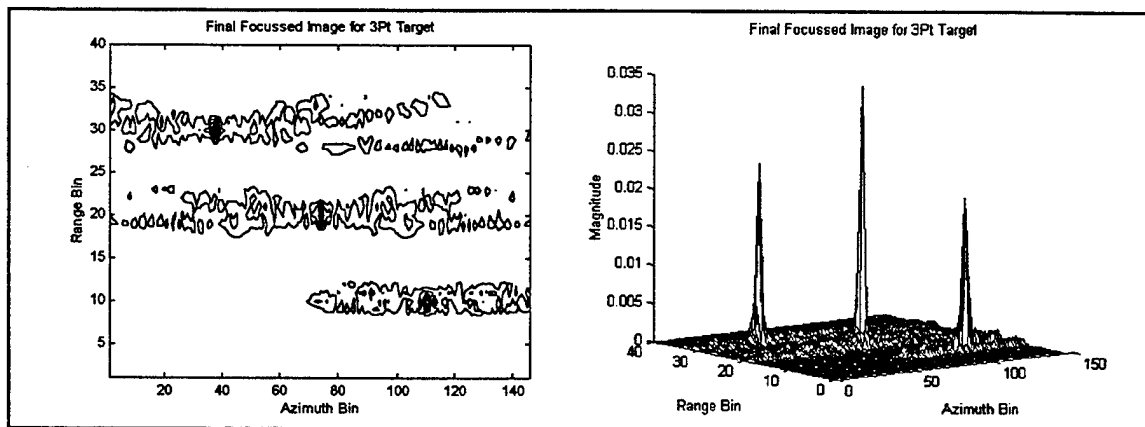 Final Focussed Image for 3Pt Target
40
35
30
25
20
15
10
5
Range Bin
20 40 60 80 100 120 140
Azimuth Bin
Final Focussed Image for 3Pt Target
0.035
0.03
0.025
0.02
0.015
0.01
0.005
0
Magnitude
40 30 20 10 0
0 50 100 150
Range Bin
Azimuth Bin